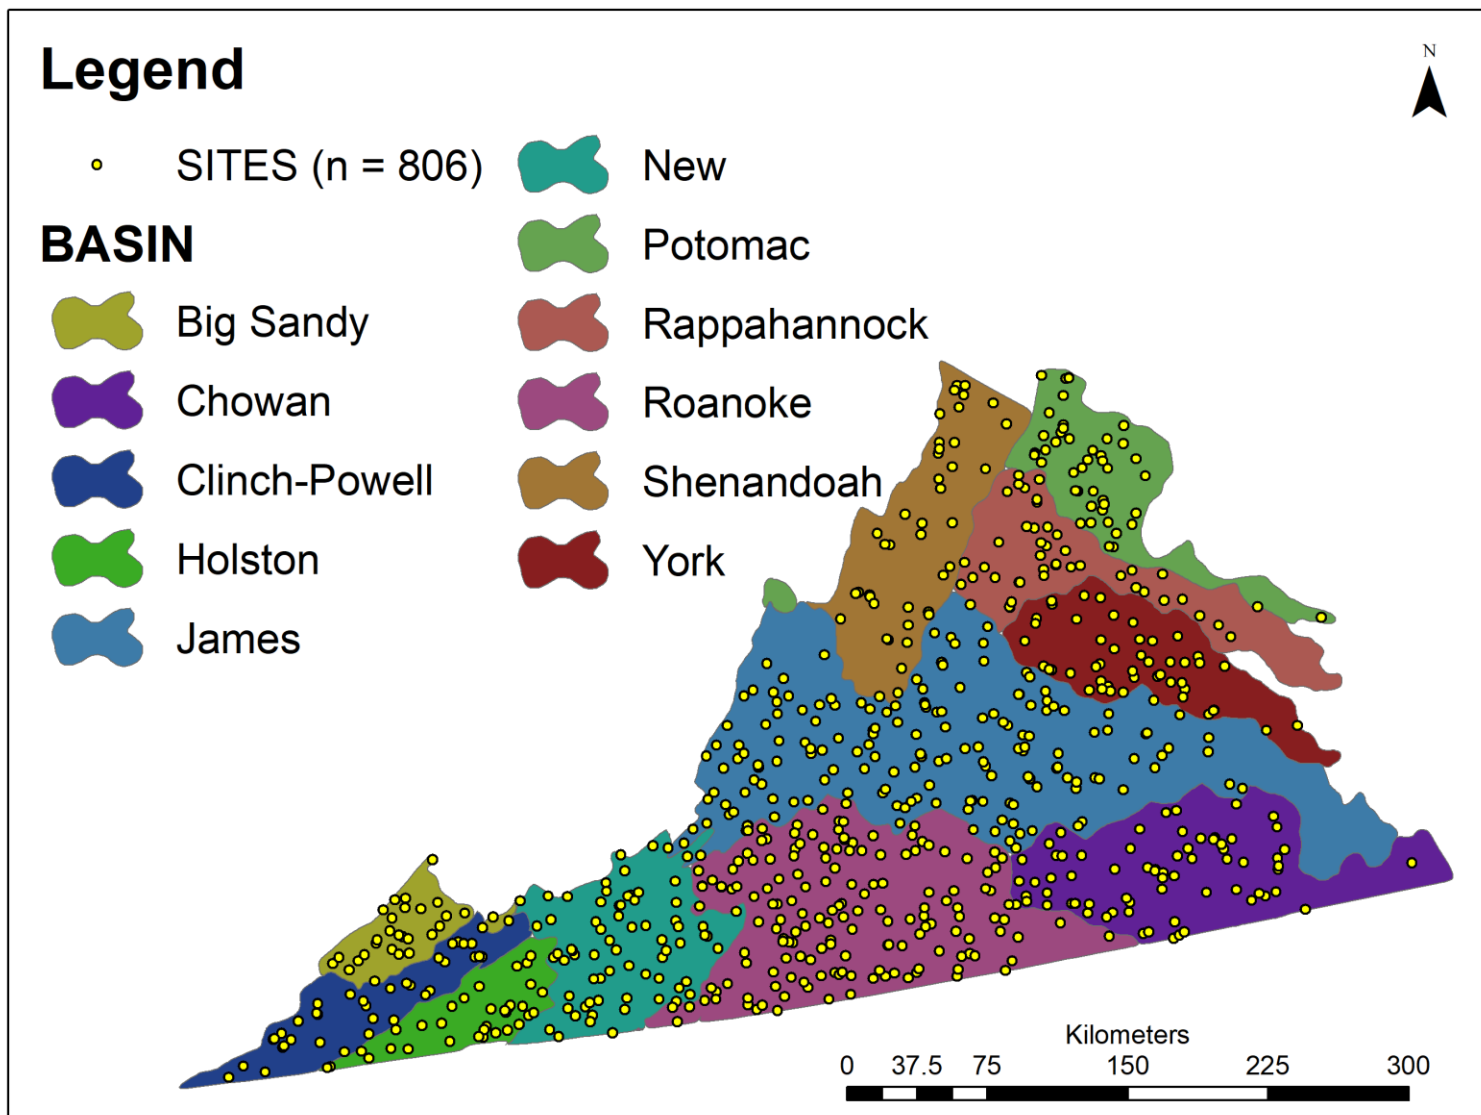 Legend
N
SITES (n = 806)
BASIN
Big Sandy
Chowan
Clinch-Powell
Holston
James
New
Potomac
Rappahannock
Roanoke
Shenandoah
York
Kilometers
0 37.5 75 150 225 300